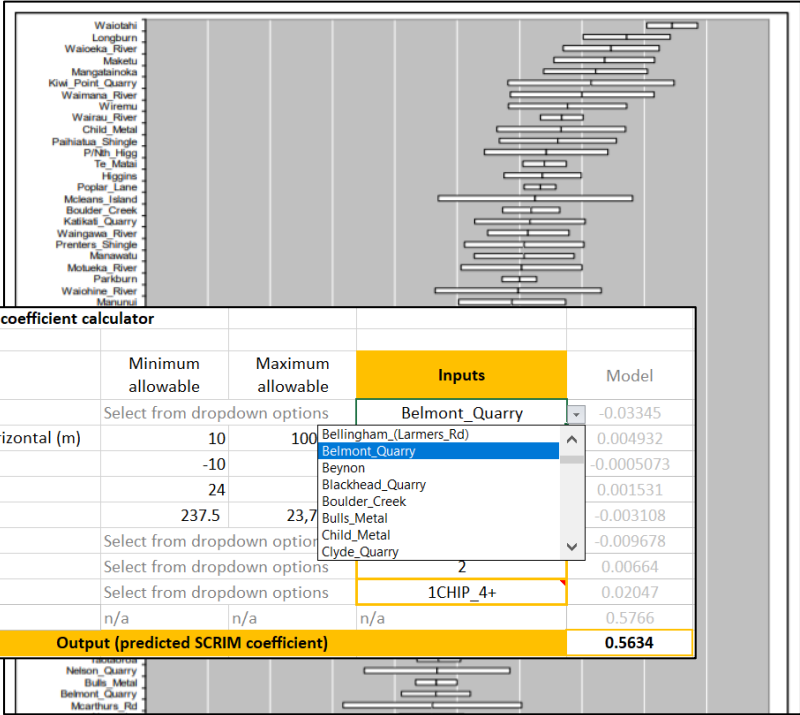 Waiotahi
Longburn
Waioeka_River
Maketu
Mangatainoka
Kiwi_Point_Quarry
Waimana_River
Wiremu
Wairau_River
Child_Metal
Paihiatua_Shingle
P/Nth_Higg
Te_Matai
Higgins
Poplar_Lane
Mcleans_Island
Boulder_Creek
Katikati_Quarry
Waingawa_River
Prenters_Shingle
Manawatu
Motueka_River
Parkburn
Waiohine_River
Manunui
coefficient calculator
Minimum allowable Maximum allowable Inputs Model
Select from dropdown options Belmont_Quarry -0.03345
rizontal (m) 10 100 0.004932
-10 -0.0005073
24 0.001531
237.5 23,7 -0.003108
Select from dropdown option -0.009678
Select from dropdown options 2 0.00664
Select from dropdown options 1CHIP_4+ 0.02047
n/a n/a n/a 0.5766
Output (predicted SCRIM coefficient) 0.5634
Bellingham_(Larmers_Rd)
Belmont_Quarry
Beynon
Blackhead_Quarry
Boulder_Creek
Bulls_Metal
Child_Metal
Clyde_Quarry
Nelson_Quarry
Bulls_Metal
Belmont_Quarry
Mcarthurs_Rd